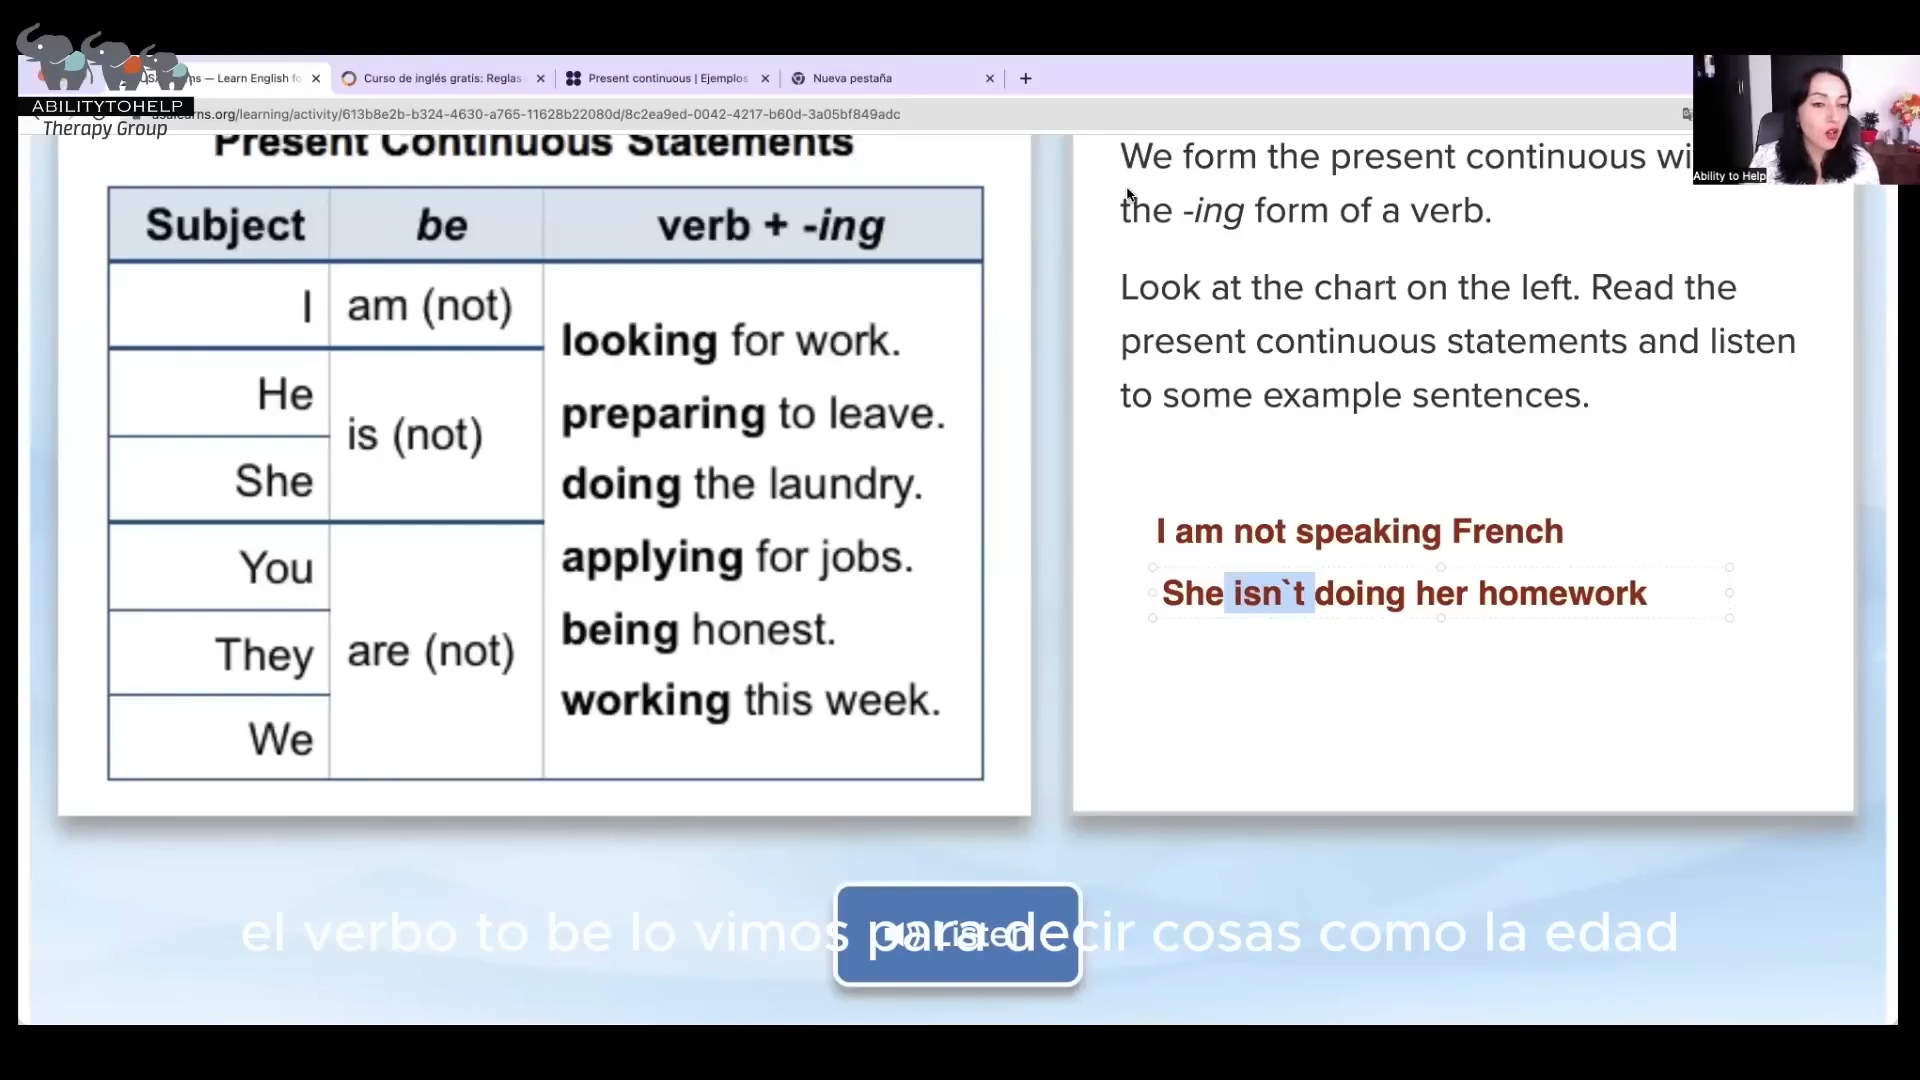 ABILITYTOHELP
Therapy Group
ns — Learn English fo
Curso de inglés gratis: Reglas
Present continuous | Ejemplos
Nueva pestaña
usalearns.org/learning/activity/613b8e2b-b324-4630-a765-11628b22080d/8c2ea9ed-0042-4217-b60d-3a05bf849adc
Ability to Help
Present Continuous Statements
Subject be verb + -ing
I am (not)
He is (not)
She
You
They are (not)
We
looking for work.
preparing to leave.
doing the laundry.
applying for jobs.
being honest.
working this week.
We form the present continuous wi
the -ing form of a verb.
Look at the chart on the left. Read the
present continuous statements and listen
to some example sentences.
I am not speaking French
She isn`t doing her homework
Listen
el verbo to be lo vimos para decir cosas como la edad